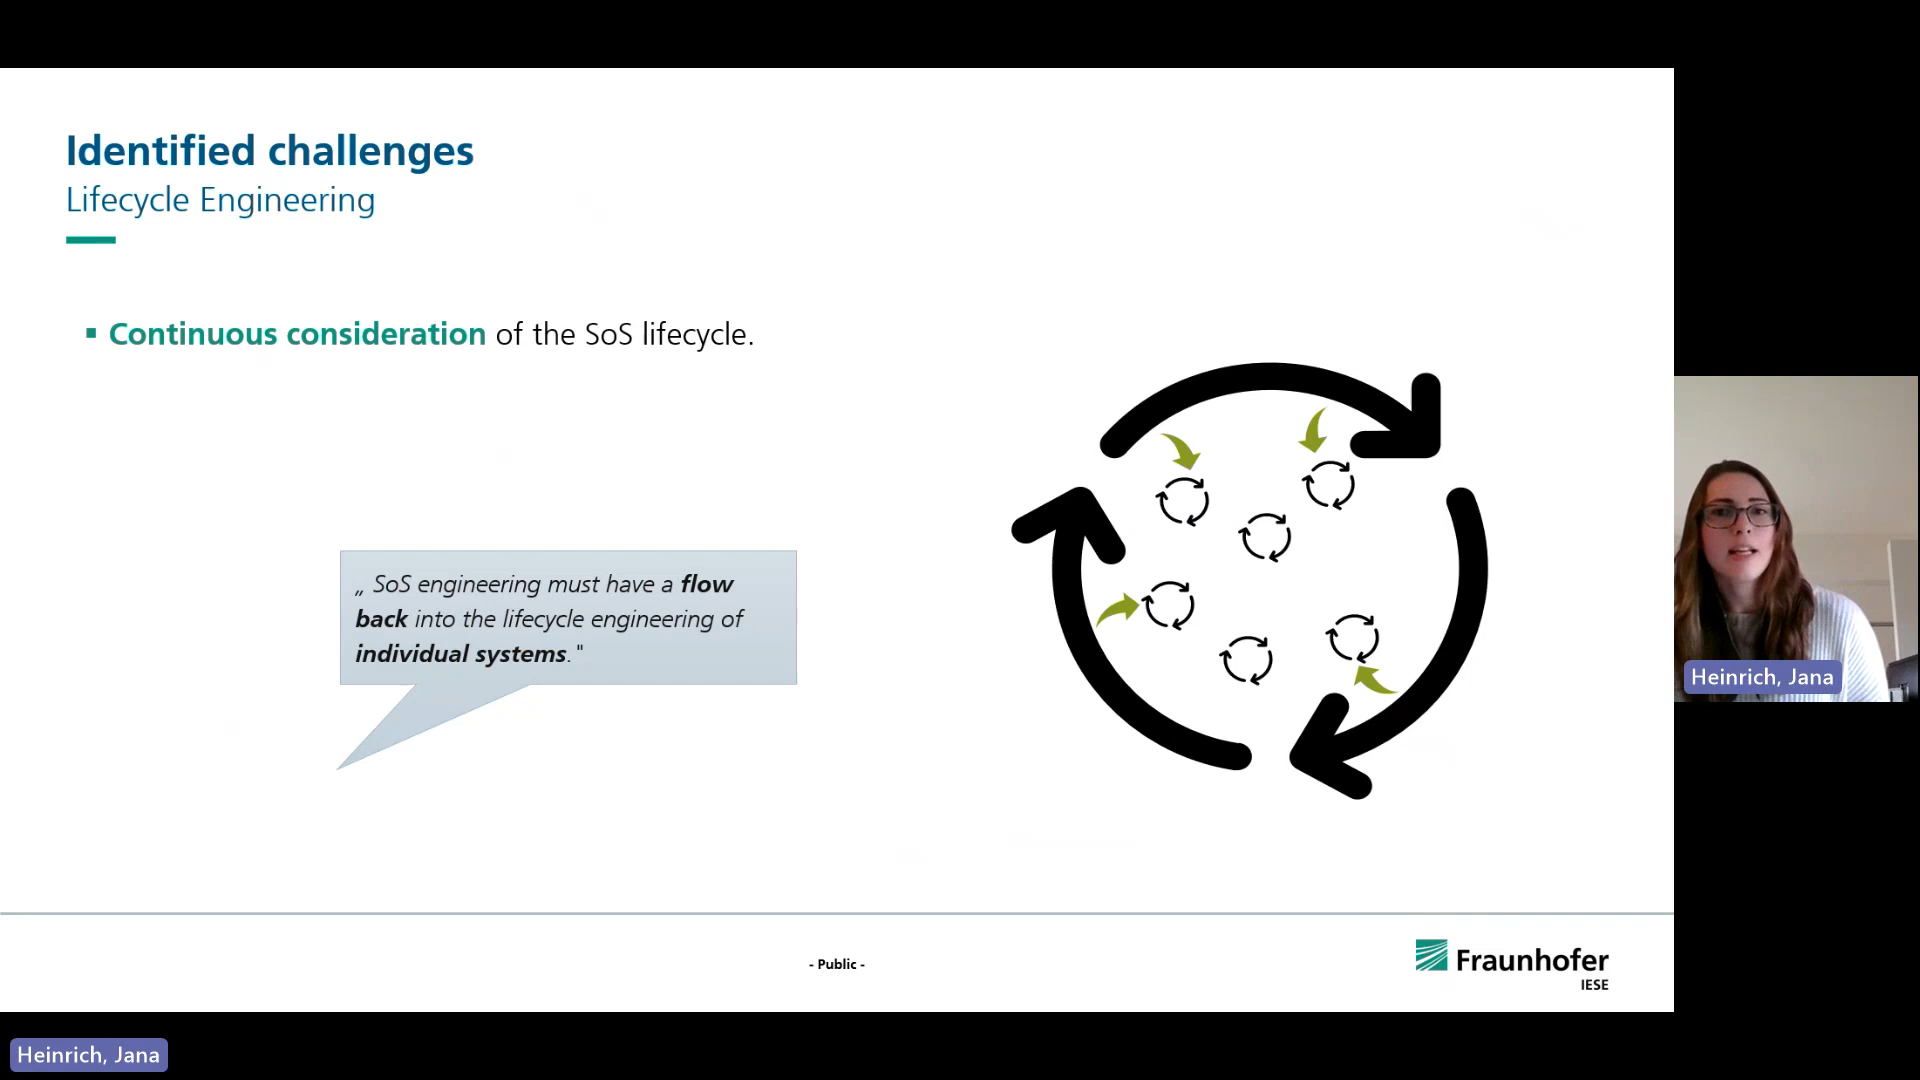 Identified challenges
Lifecycle Engineering
▪ Continuous consideration of the SoS lifecycle.
„ SoS engineering must have a flow
back into the lifecycle engineering of
individual systems."
- Public -
Fraunhofer
IESE
Heinrich, Jana
Heinrich, Jana